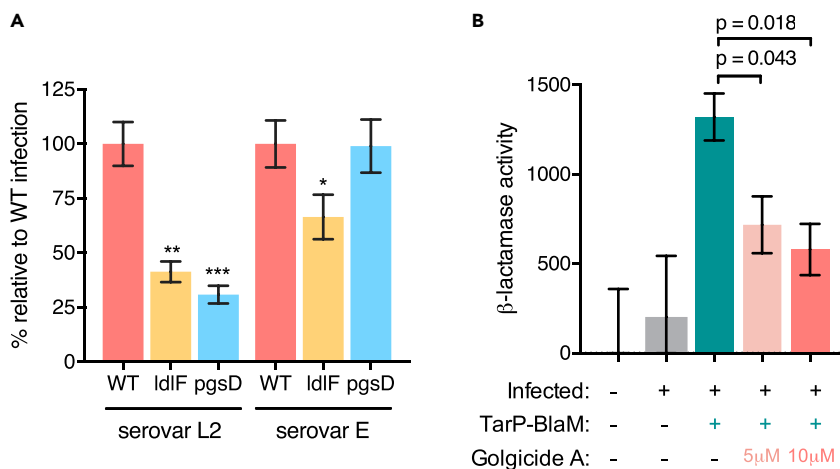 A
% relative to WT infection
125
100
75
50
25
0
** *** *
WT ldlF pgsD WT ldlF pgsD
serovar L2 serovar E
B
p = 0.018
p = 0.043
β-lactamase activity
1500
1000
500
0
Infected: - + + + +
TarP-BlaM: - - + + +
Golgicide A: - - - 5μM 10μM